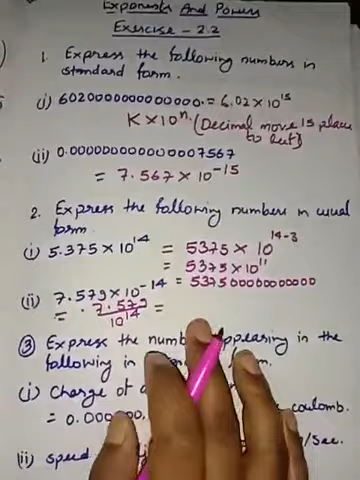 Exponents And Powers
Exercise - 2.2
1. Express the following numbers in
standard form.
(i) 6020000000000000. = 6.02 × 10^15
K × 10^n. (Decimal move 15 place
to left)
(ii) 0.000000000000007567
= 7.567 × 10^-15
2. Express the following numbers in usual
form.
(i) 5.375 × 10^14 = 5375 × 10^14-3
= 5375 × 10^11
= 537500000000000
(ii) 7.579 × 10^-14
= 7.579/10^14 =
(3) Express the numb appearing in the
following in
(i) Charge of coulomb.
= 0.000
(ii) speed /sec.